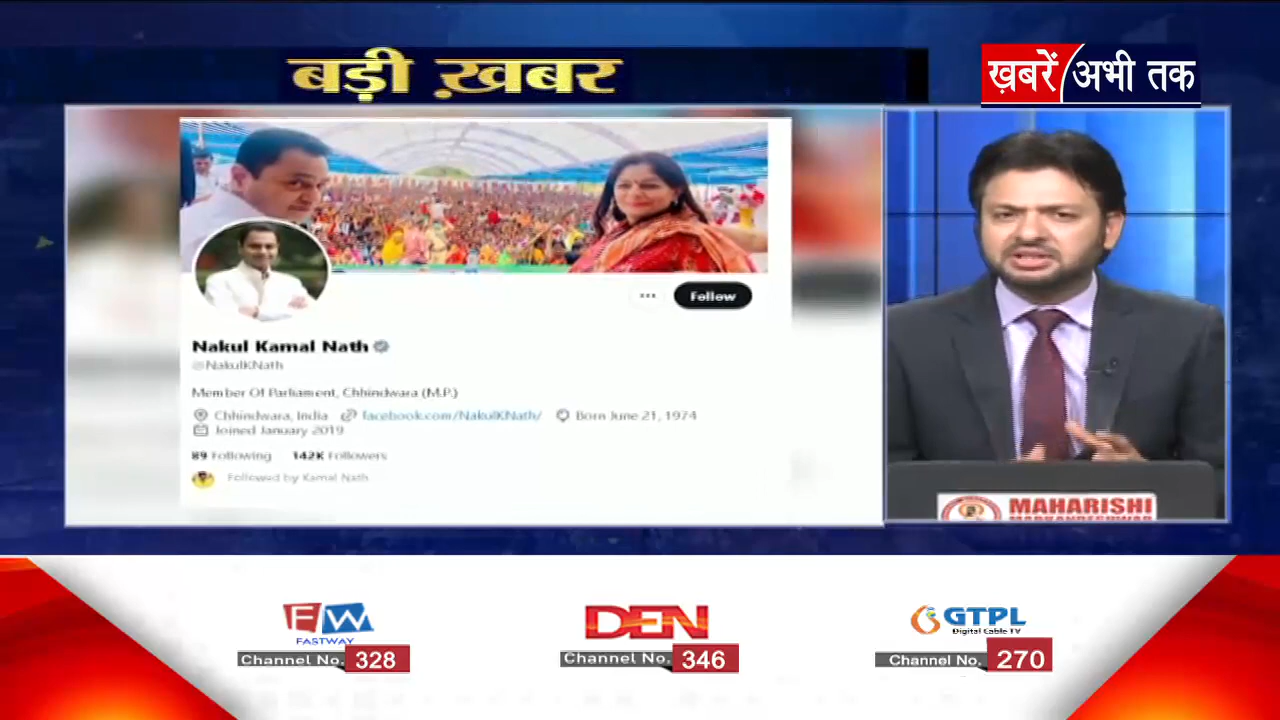 बड़ी ख़बर
ख़बरें अभी तक
Follow
Nakul Kamal Nath
@NakulKNath
Member Of Parliament, Chhindwara (M.P.)
Chhindwara, India facebook.com/NakulKNath/ Born June 21, 1974
Joined January 2019
89 Following 142K Followers
Followed by Kamal Nath
MAHARISHI
MARKANDESHWAR
FW
FASTWAY
Channel No. 328
DEN
Channel No. 346
GTPL
Digital Cable TV
Channel No. 270